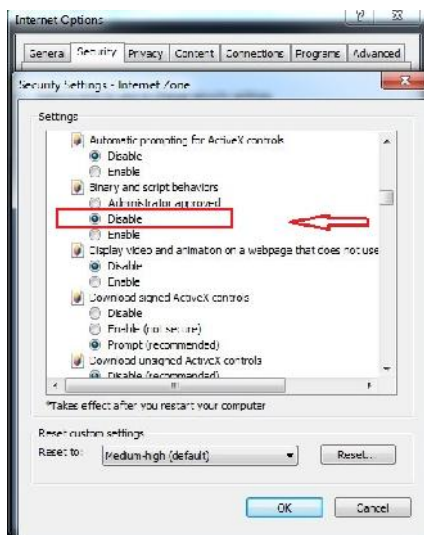 Internet Options
General Security Privacy Content Connections Programs Advanced
Security Settings - Internet Zone
Settings
Automatic prompting for ActiveX controls
Disable
Enable
Binary and script behaviors
Administrator approved
Disable
Enable
Display video and animation on a webpage that does not use
Disable
Enable
Download signed ActiveX controls
Disable
Enable (not secure)
Prompt (recommended)
Download unsigned ActiveX controls
Disable (recommended)
*Takes effect after you restart your computer
Reset custom settings
Reset to: Medium-high (default) Reset...
OK Cancel